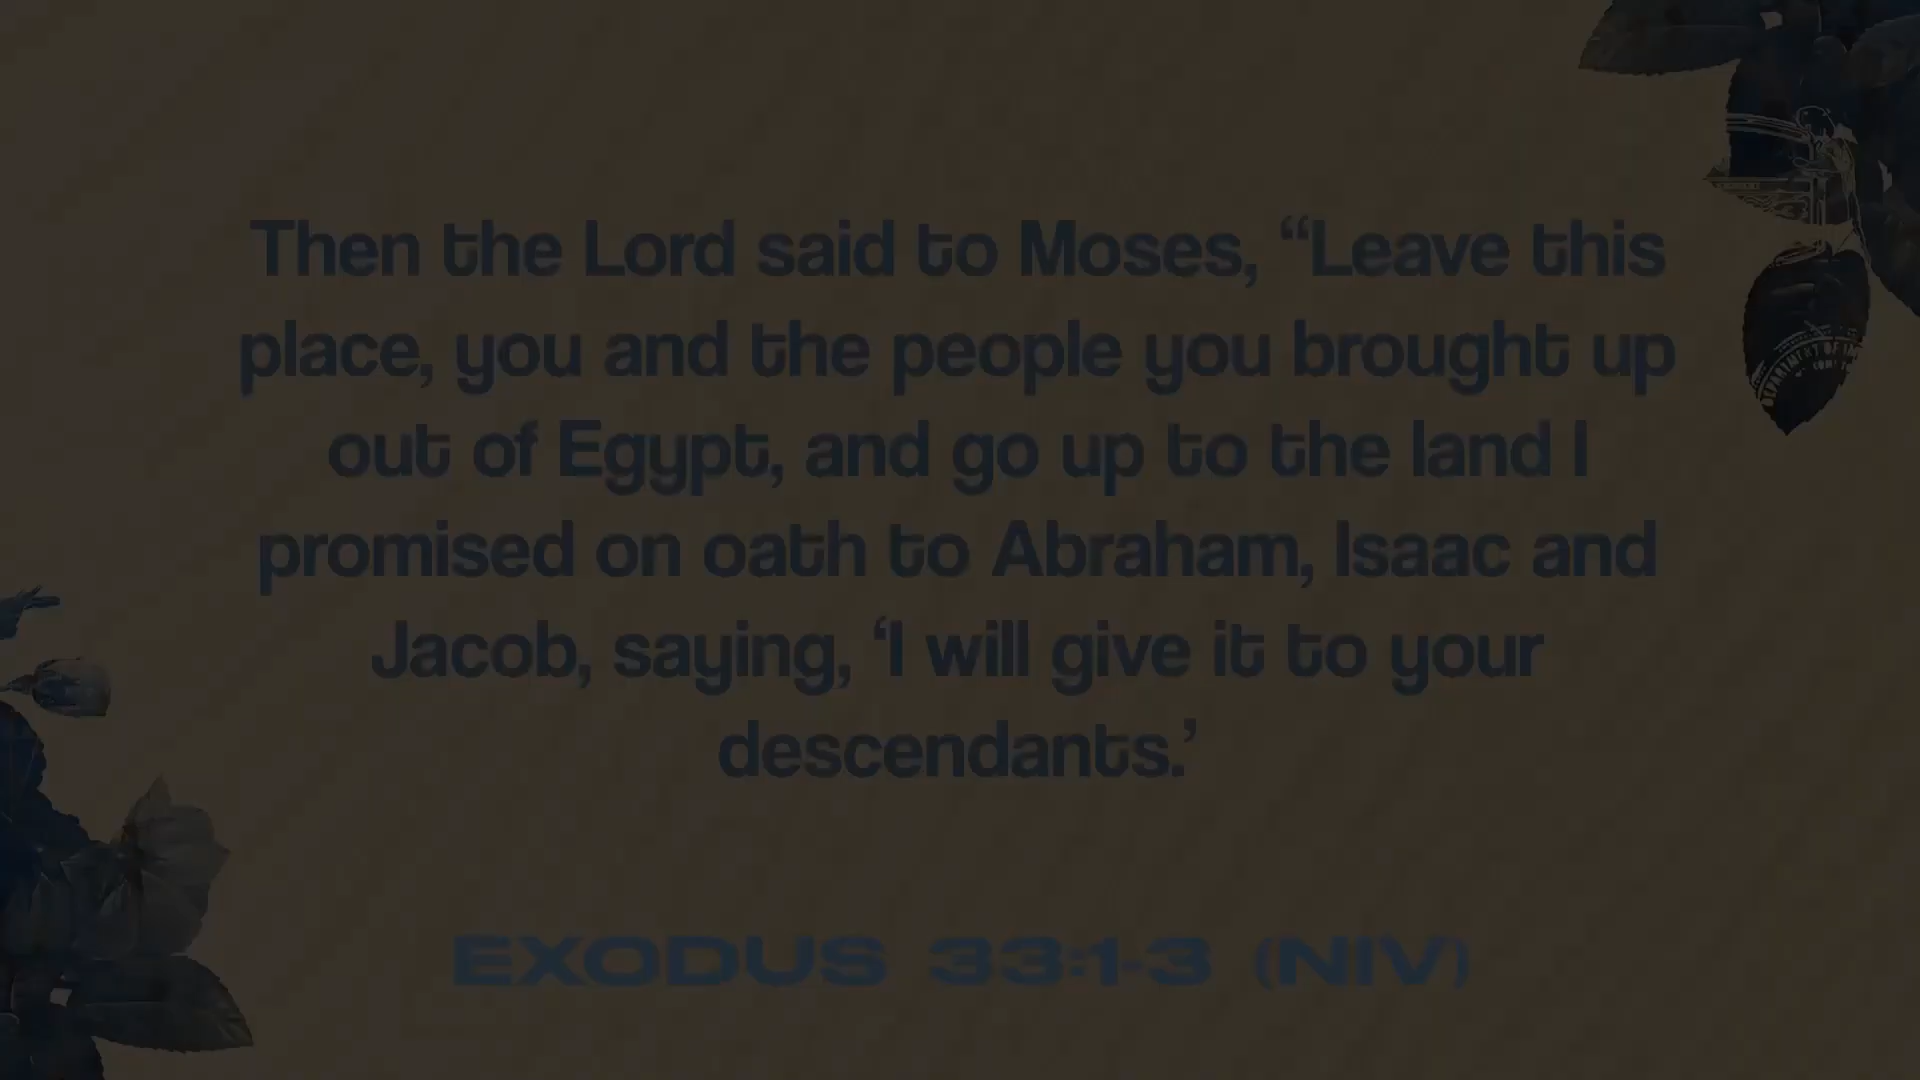 Then the Lord said to Moses, “Leave this
place, you and the people you brought up
out of Egypt, and go up to the land I
promised on oath to Abraham, Isaac and
Jacob, saying, ‘I will give it to your
descendants.’
EXODUS 33:1-3 (NIV)
DEPARTMENT OF